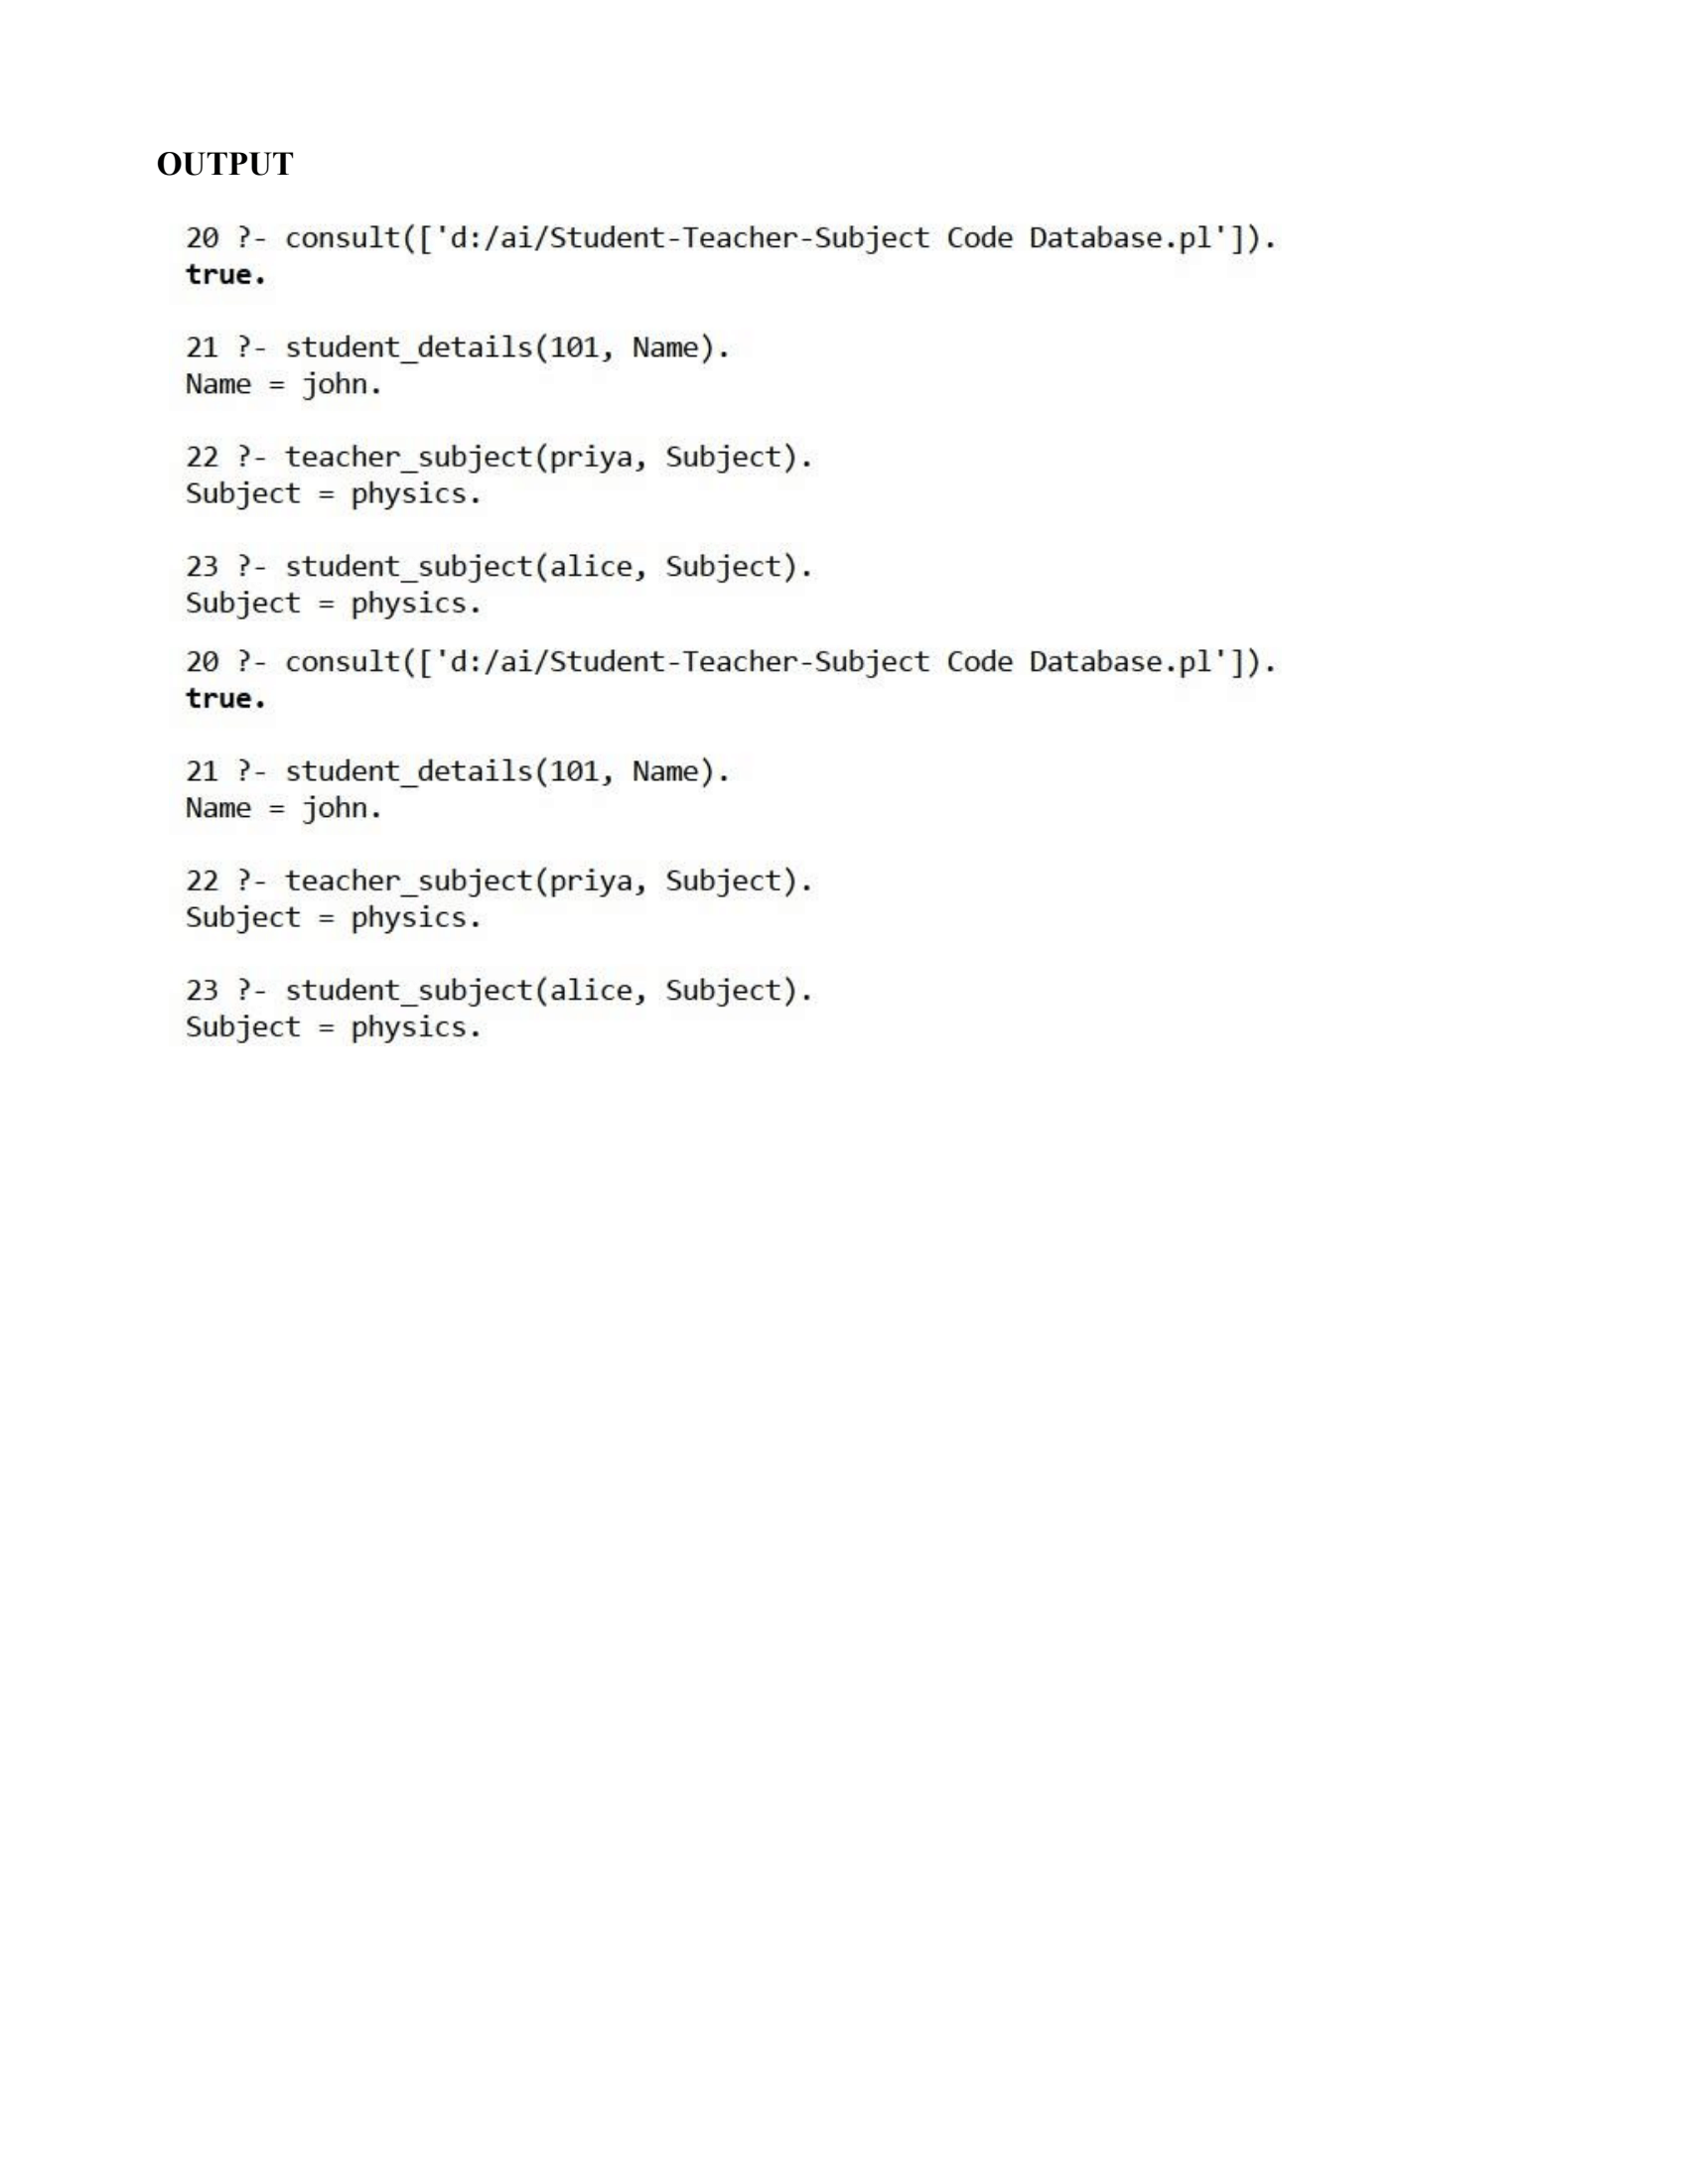 OUTPUT
20 ?- consult(['d:/ai/Student-Teacher-Subject Code Database.pl']).
true.
21 ?- student_details(101, Name).
Name = john.
22 ?- teacher_subject(priya, Subject).
Subject = physics.
23 ?- student_subject(alice, Subject).
Subject = physics.
20 ?- consult(['d:/ai/Student-Teacher-Subject Code Database.pl']).
true.
21 ?- student_details(101, Name).
Name = john.
22 ?- teacher_subject(priya, Subject).
Subject = physics.
23 ?- student_subject(alice, Subject).
Subject = physics.